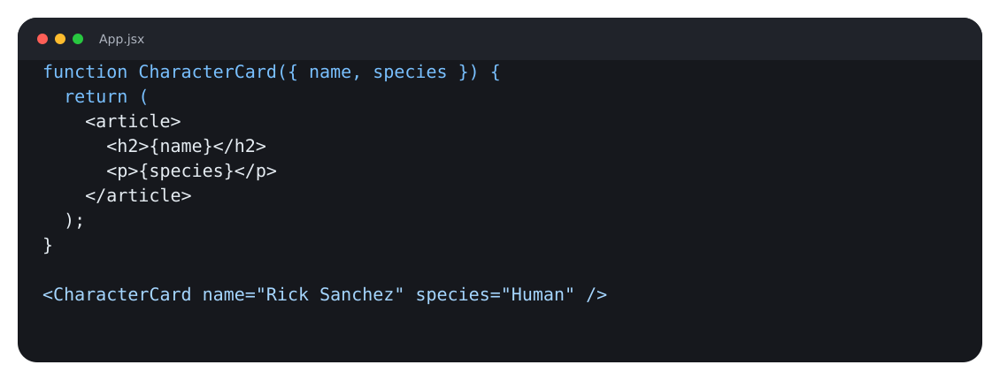 App.jsx
function CharacterCard({ name, species }) {
  return (
    <article>
      <h2>{name}</h2>
      <p>{species}</p>
    </article>
  );
}

<CharacterCard name="Rick Sanchez" species="Human" />